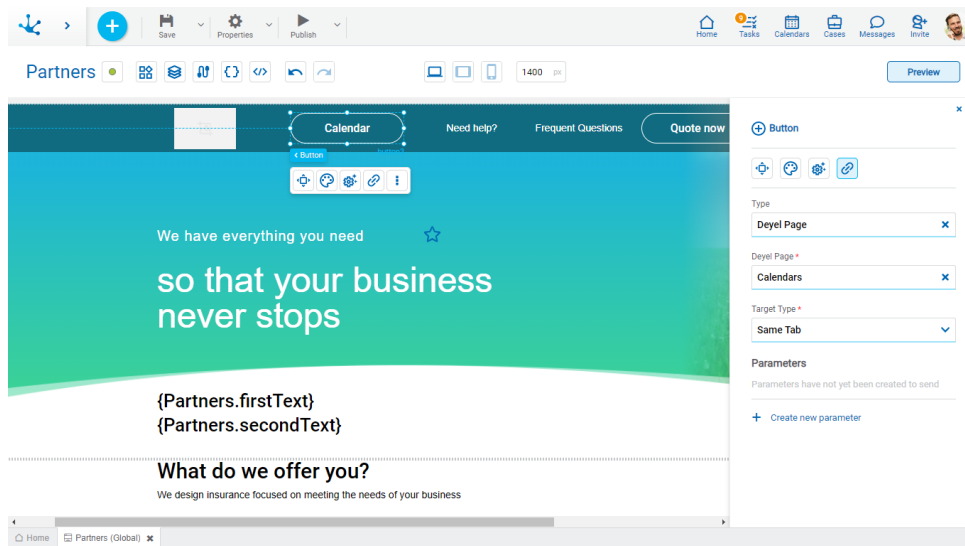 Save
Properties
Publish
Home
9
Tasks
Calendars
Cases
Messages
Invite
Partners
1400 px
Preview
Calendar
Need help?
Frequent Questions
Quote now
Button
We have everything you need
so that your business
never stops
{Partners.firstText}
{Partners.secondText}
What do we offer you?
We design insurance focused on meeting the needs of your business
Button
Type
Deyel Page
Deyel Page *
Calendars
Target Type *
Same Tab
Parameters
Parameters have not yet been created to send
Create new parameter
Home
Partners (Global)